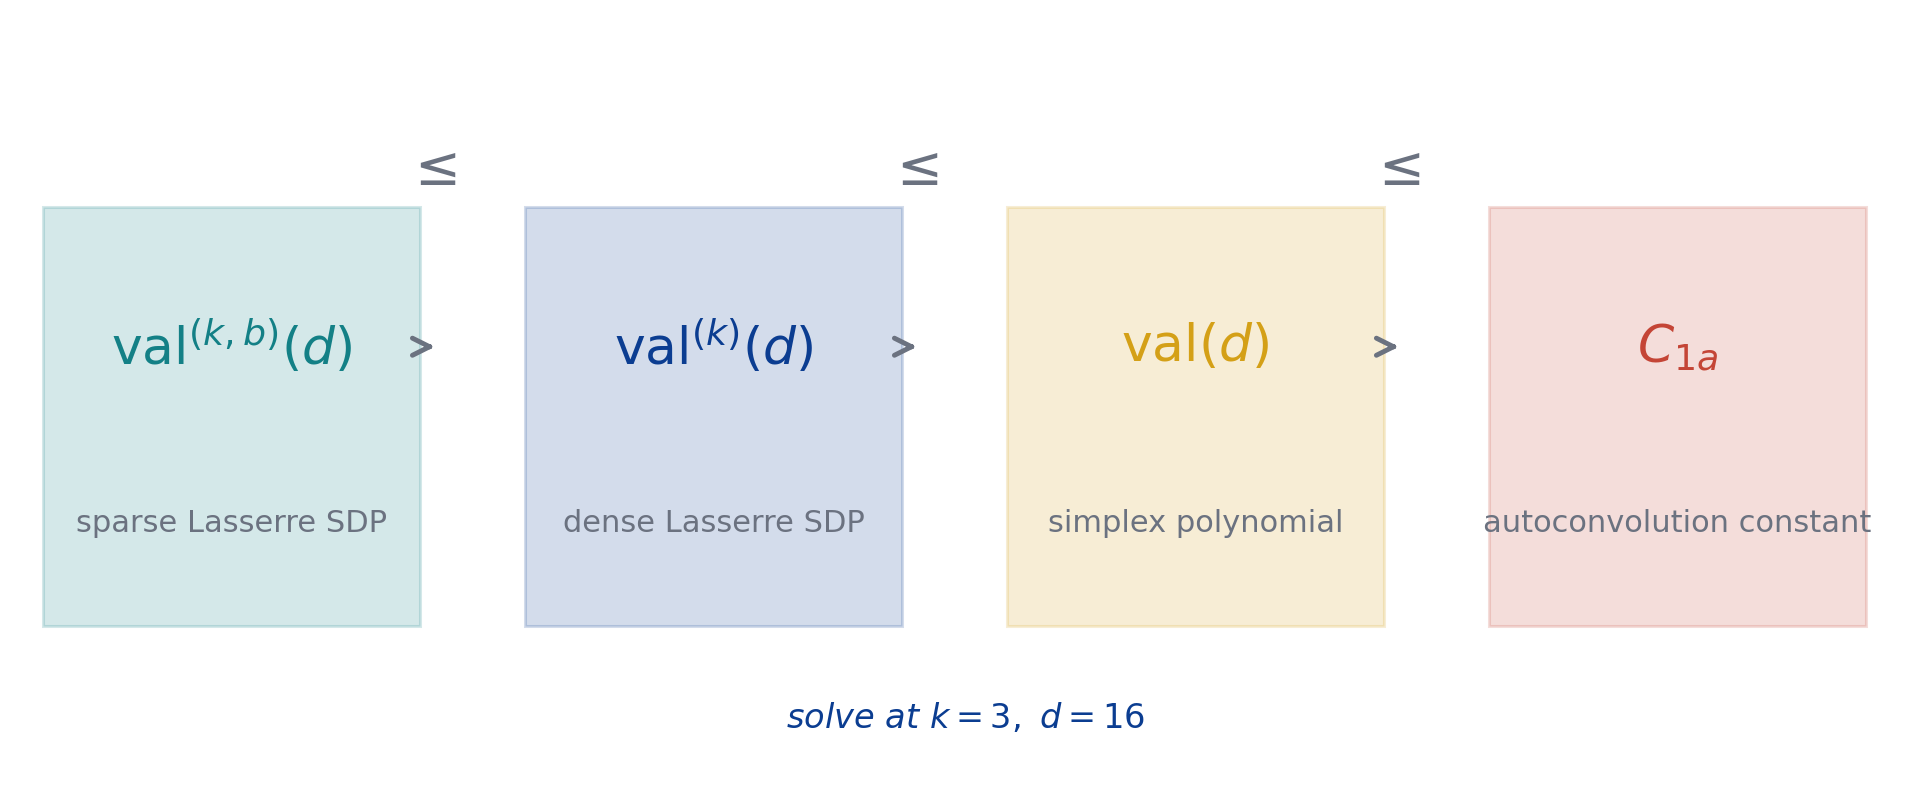 ≤ ≤ ≤
val^(k,b)(d) val^(k)(d) val(d) C_1a
sparse Lasserre SDP dense Lasserre SDP simplex polynomial autoconvolution constant
solve at k = 3, d = 16